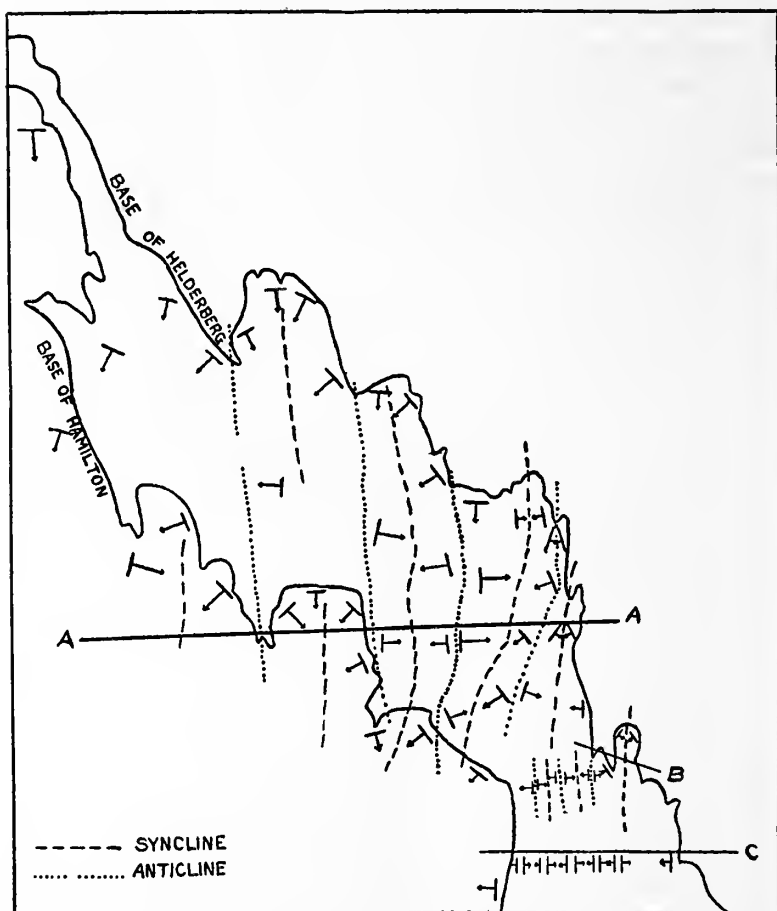 BASE OF HELDERBERG
BASE OF HAMILTON
A A
B
C
SYNCLINE
ANTICLINE